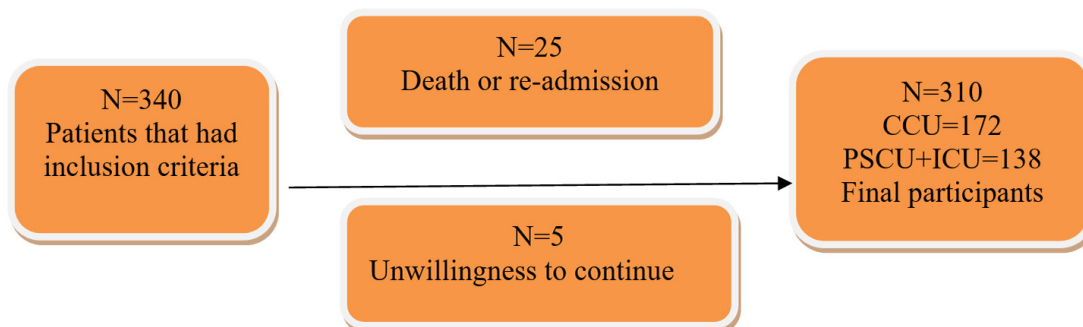 N=340
Patients that had
inclusion criteria
N=25
Death or re-admission
N=5
Unwillingness to continue
N=310
CCU=172
PSCU+ICU=138
Final participants